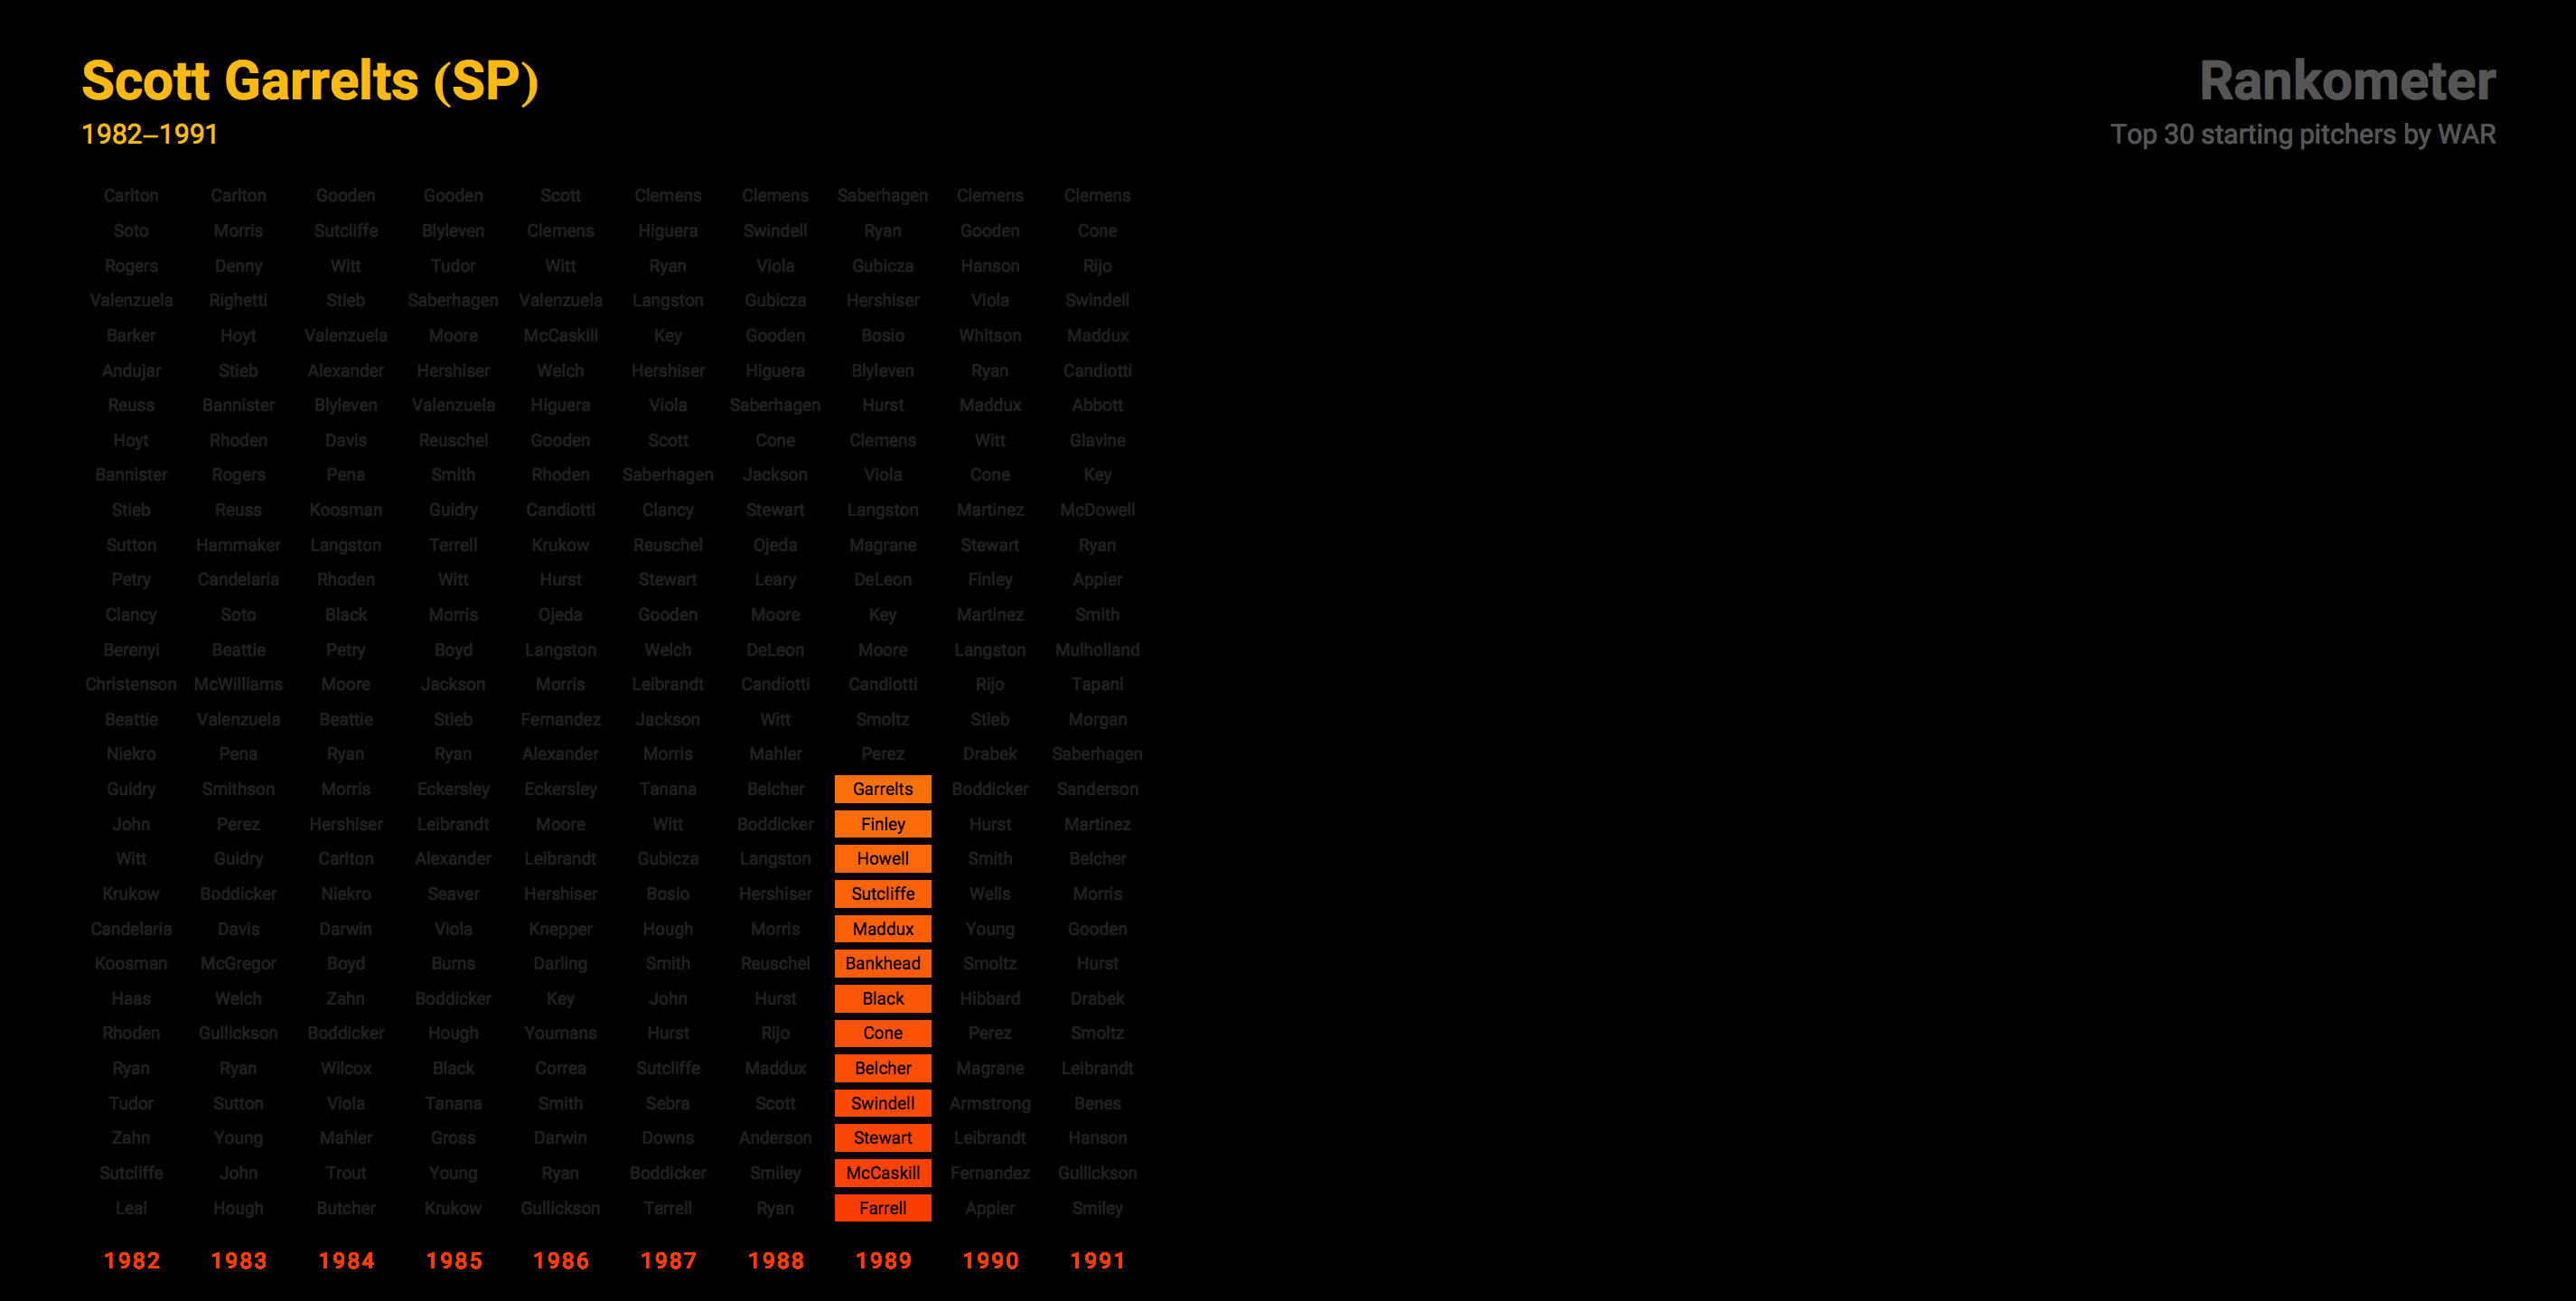 Scott Garrelts (SP)
1982–1991
Rankometer
Top 30 starting pitchers by WAR
Carlton Carlton Gooden Gooden Scott Clemens Clemens Saberhagen Clemens Clemens
Soto Morris Sutcliffe Blyleven Clemens Higuera Swindell Ryan Gooden Cone
Rogers Denny Witt Tudor Witt Ryan Viola Gubicza Hanson Rijo
Valenzuela Righetti Stieb Saberhagen Valenzuela Langston Gubicza Hershiser Viola Swindell
Barker Hoyt Valenzuela Moore McCaskill Key Gooden Bosio Whitson Maddux
Andujar Stieb Alexander Hershiser Welch Hershiser Higuera Blyleven Ryan Candiotti
Reuss Bannister Blyleven Valenzuela Higuera Viola Saberhagen Hurst Maddux Abbott
Hoyt Rhoden Davis Reuschel Gooden Scott Cone Clemens Witt Glavine
Bannister Rogers Pena Smith Rhoden Saberhagen Jackson Viola Cone Key
Stieb Reuss Koosman Guidry Candiotti Clancy Stewart Langston Martinez McDowell
Sutton Hammaker Langston Terrell Krukow Reuschel Ojeda Magrane Stewart Ryan
Petry Candelaria Rhoden Witt Hurst Stewart Leary DeLeon Finley Appier
Clancy Soto Black Morris Ojeda Gooden Moore Key Martinez Smith
Berenyi Beattie Petry Boyd Langston Welch DeLeon Moore Langston Mulholland
Christenson McWilliams Moore Jackson Morris Leibrandt Candiotti Candiotti Rijo Tapani
Beattie Valenzuela Beattie Stieb Fernandez Jackson Witt Smoltz Stieb Morgan
Niekro Pena Ryan Ryan Alexander Morris Mahler Perez Drabek Saberhagen
Guidry Smithson Morris Eckersley Eckersley Tanana Belcher Garrelts Boddicker Sanderson
John Perez Hershiser Leibrandt Moore Witt Boddicker Finley Hurst Martinez
Witt Guidry Carlton Alexander Leibrandt Gubicza Langston Howell Smith Belcher
Krukow Boddicker Niekro Seaver Hershiser Bosio Hershiser Sutcliffe Wells Morris
Candelaria Davis Darwin Viola Knepper Hough Morris Maddux Young Gooden
Koosman McGregor Boyd Burns Darling Smith Reuschel Bankhead Smoltz Hurst
Haas Welch Zahn Boddicker Key John Hurst Black Hibbard Drabek
Rhoden Gullickson Boddicker Hough Youmans Hurst Rijo Cone Perez Smoltz
Ryan Ryan Wilcox Black Correa Sutcliffe Maddux Belcher Magrane Leibrandt
Tudor Sutton Viola Tanana Smith Sebra Scott Swindell Armstrong Benes
Zahn Young Mahler Gross Darwin Downs Anderson Stewart Leibrandt Hanson
Sutcliffe John Trout Young Ryan Boddicker Smiley McCaskill Fernandez Gullickson
Leal Hough Butcher Krukow Gullickson Terrell Ryan Farrell Appier Smiley
1982 1983 1984 1985 1986 1987 1988 1989 1990 1991